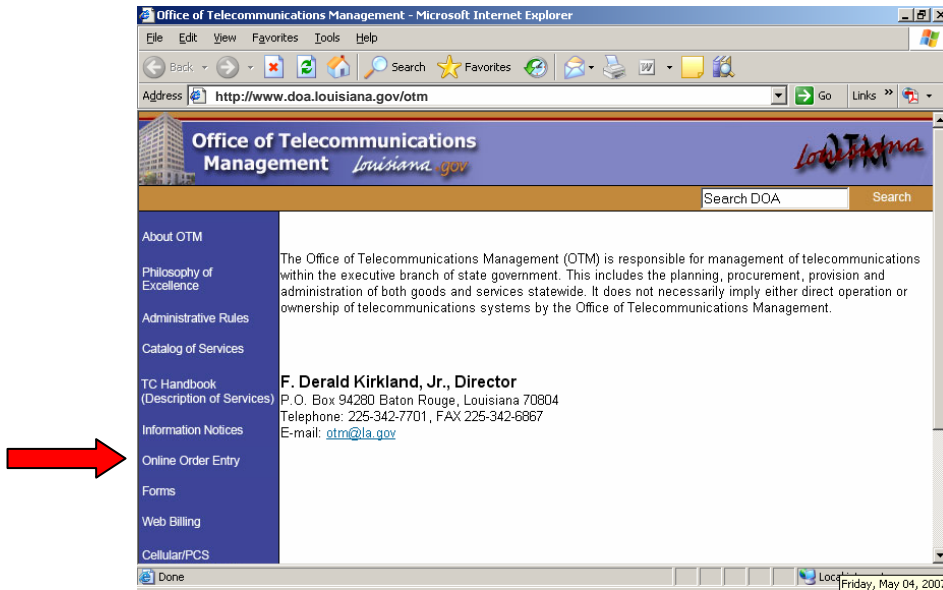 Office of Telecommunications Management - Microsoft Internet Explorer
File Edit View Favorites Tools Help
Back Search Favorites
Address http://www.doa.louisiana.gov/otm Go Links »
Office of Telecommunications
Management Louisiana.gov
Louisiana
Search DOA Search
About OTM
Philosophy of
Excellence
Administrative Rules
Catalog of Services
TC Handbook
(Description of Services)
Information Notices
Online Order Entry
Forms
Web Billing
Cellular/PCS
The Office of Telecommunications Management (OTM) is responsible for management of telecommunications
within the executive branch of state government. This includes the planning, procurement, provision and
administration of both goods and services statewide. It does not necessarily imply either direct operation or
ownership of telecommunications systems by the Office of Telecommunications Management.
F. Derald Kirkland, Jr., Director
P.O. Box 94280 Baton Rouge, Louisiana 70804
Telephone: 225-342-7701, FAX 225-342-6867
E-mail: otm@la.gov
Done
Friday, May 04, 2007